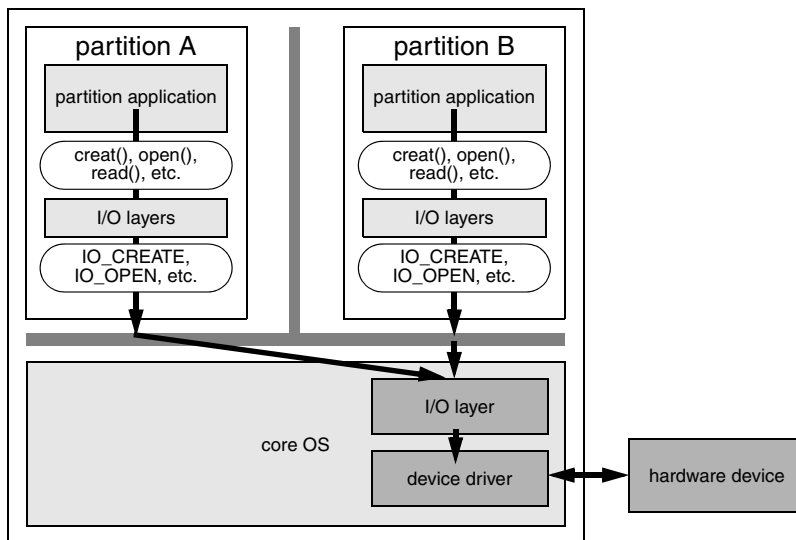 partition A
partition application
creat(), open(),
read(), etc.
I/O layers
IO_CREATE,
IO_OPEN, etc.
partition B
partition application
creat(), open(),
read(), etc.
I/O layers
IO_CREATE,
IO_OPEN, etc.
core OS
I/O layer
device driver
hardware device